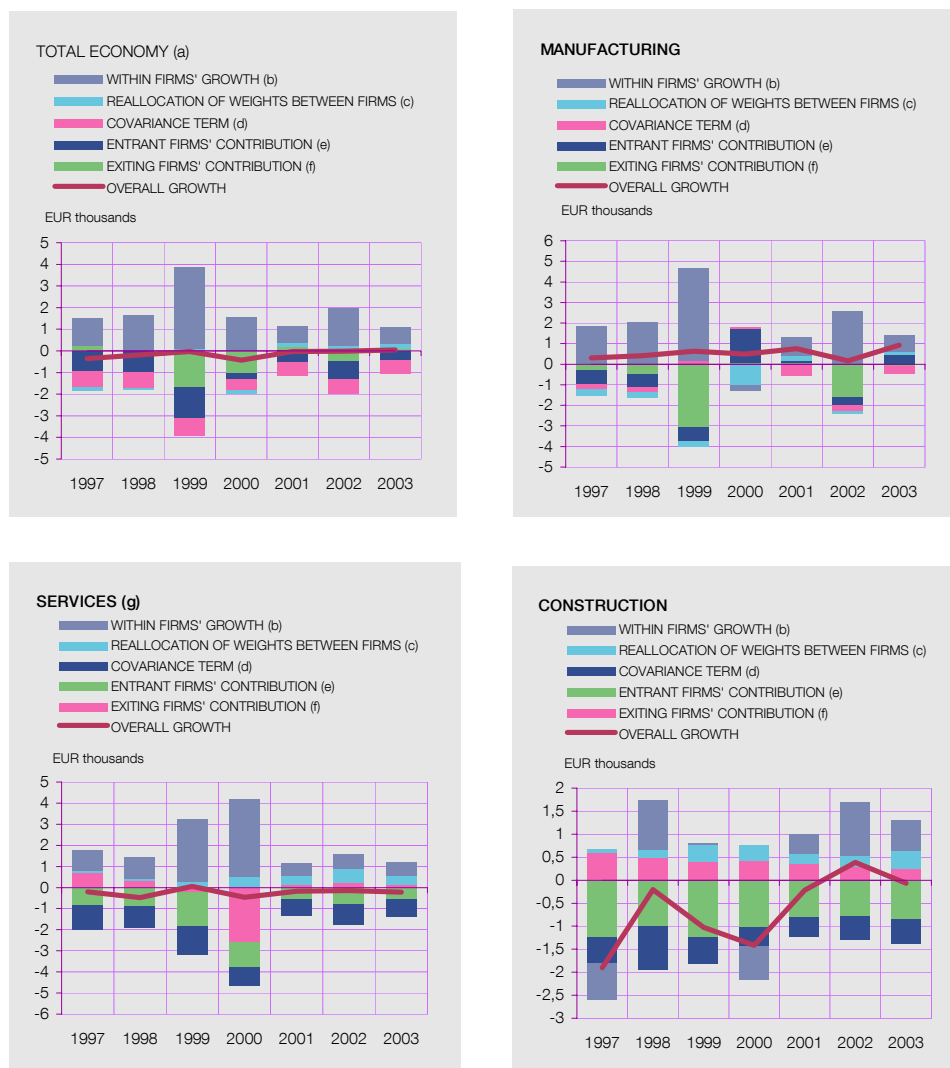 TOTAL ECONOMY (a)
WITHIN FIRMS' GROWTH (b)
REALLOCATION OF WEIGHTS BETWEEN FIRMS (c)
COVARIANCE TERM (d)
ENTRANT FIRMS' CONTRIBUTION (e)
EXITING FIRMS' CONTRIBUTION (f)
OVERALL GROWTH
EUR thousands
5
4
3
2
1
0
-1
-2
-3
-4
-5
1997 1998 1999 2000 2001 2002 2003
MANUFACTURING
WITHIN FIRMS' GROWTH (b)
REALLOCATION OF WEIGHTS BETWEEN FIRMS (c)
COVARIANCE TERM (d)
ENTRANT FIRMS' CONTRIBUTION (e)
EXITING FIRMS' CONTRIBUTION (f)
OVERALL GROWTH
EUR thousands
6
5
4
3
2
1
0
-1
-2
-3
-4
-5
1997 1998 1999 2000 2001 2002 2003
SERVICES (g)
WITHIN FIRMS' GROWTH (b)
REALLOCATION OF WEIGHTS BETWEEN FIRMS (c)
COVARIANCE TERM (d)
ENTRANT FIRMS' CONTRIBUTION (e)
EXITING FIRMS' CONTRIBUTION (f)
OVERALL GROWTH
EUR thousands
5
4
3
2
1
0
-1
-2
-3
-4
-5
-6
1997 1998 1999 2000 2001 2002 2003
CONSTRUCTION
WITHIN FIRMS' GROWTH (b)
REALLOCATION OF WEIGHTS BETWEEN FIRMS (c)
COVARIANCE TERM (d)
ENTRANT FIRMS' CONTRIBUTION (e)
EXITING FIRMS' CONTRIBUTION (f)
OVERALL GROWTH
EUR thousands
2
1,5
1
0,5
0
-0,5
-1
-1,5
-2
-2,5
-3
1997 1998 1999 2000 2001 2002 2003